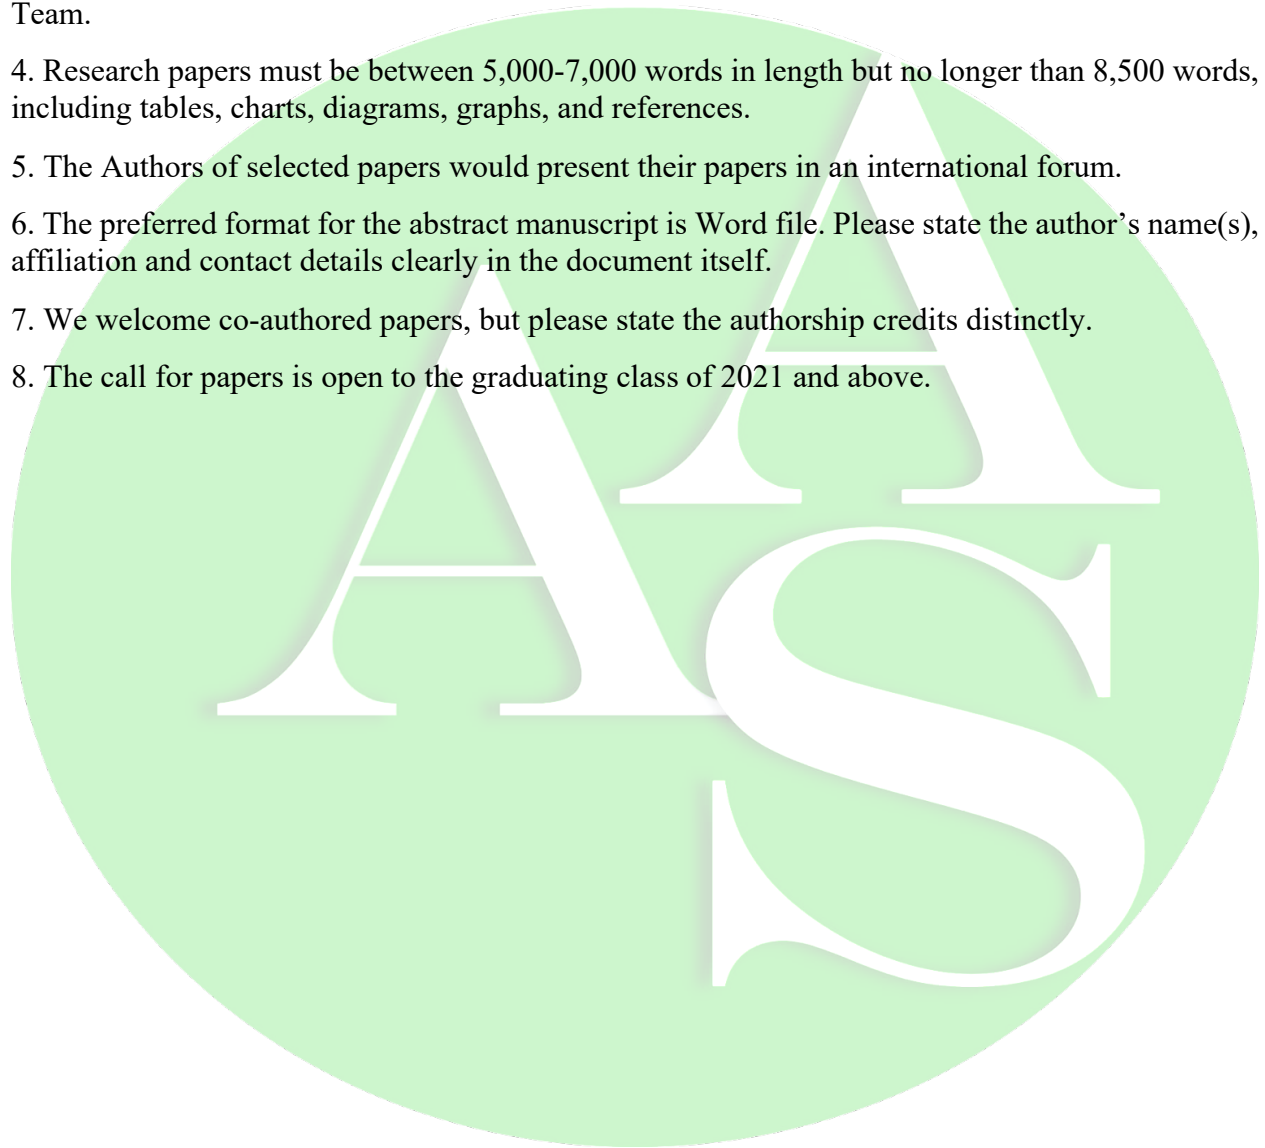 Team.
4. Research papers must be between 5,000-7,000 words in length but no longer than 8,500 words,
including tables, charts, diagrams, graphs, and references.
5. The Authors of selected papers would present their papers in an international forum.
6. The preferred format for the abstract manuscript is Word file. Please state the author’s name(s),
affiliation and contact details clearly in the document itself.
7. We welcome co-authored papers, but please state the authorship credits distinctly.
8. The call for papers is open to the graduating class of 2021 and above.
A
A
S